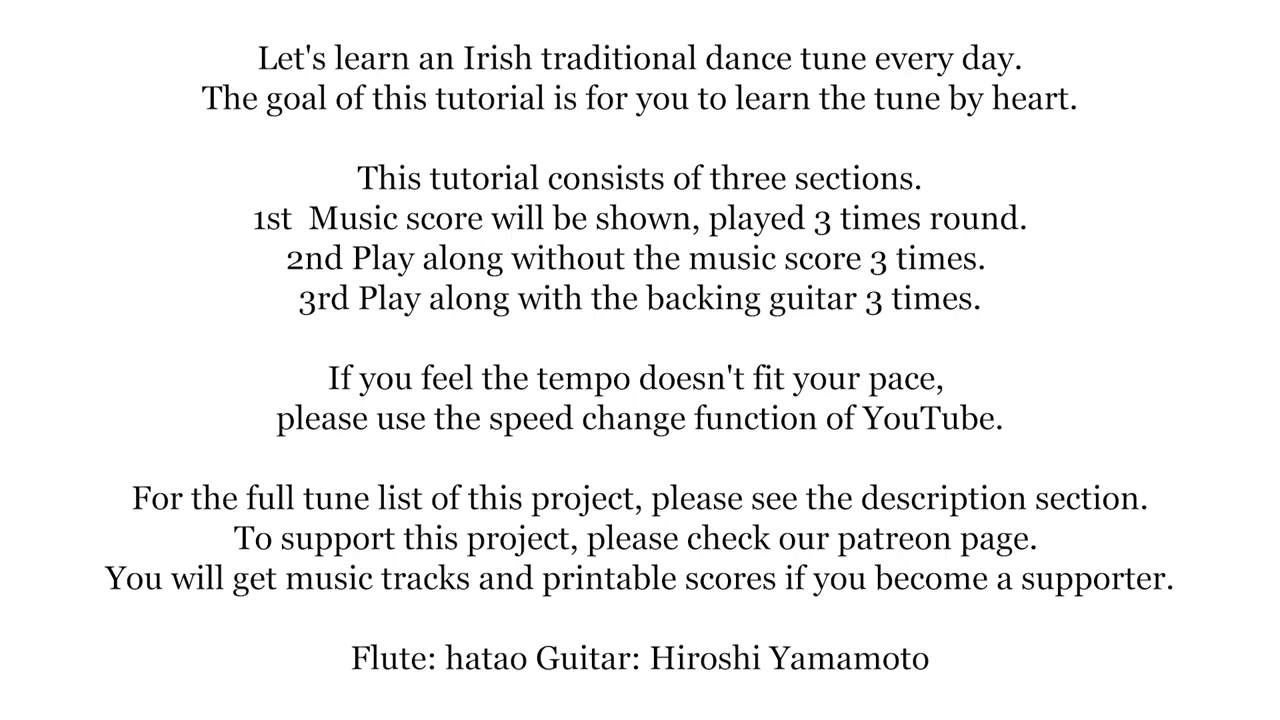 Let's learn an Irish traditional dance tune every day.
The goal of this tutorial is for you to learn the tune by heart.
This tutorial consists of three sections.
1st  Music score will be shown, played 3 times round.
2nd Play along without the music score 3 times.
3rd Play along with the backing guitar 3 times.
If you feel the tempo doesn't fit your pace,
please use the speed change function of YouTube.
For the full tune list of this project, please see the description section.
To support this project, please check our patreon page.
You will get music tracks and printable scores if you become a supporter.
Flute: hatao Guitar: Hiroshi Yamamoto